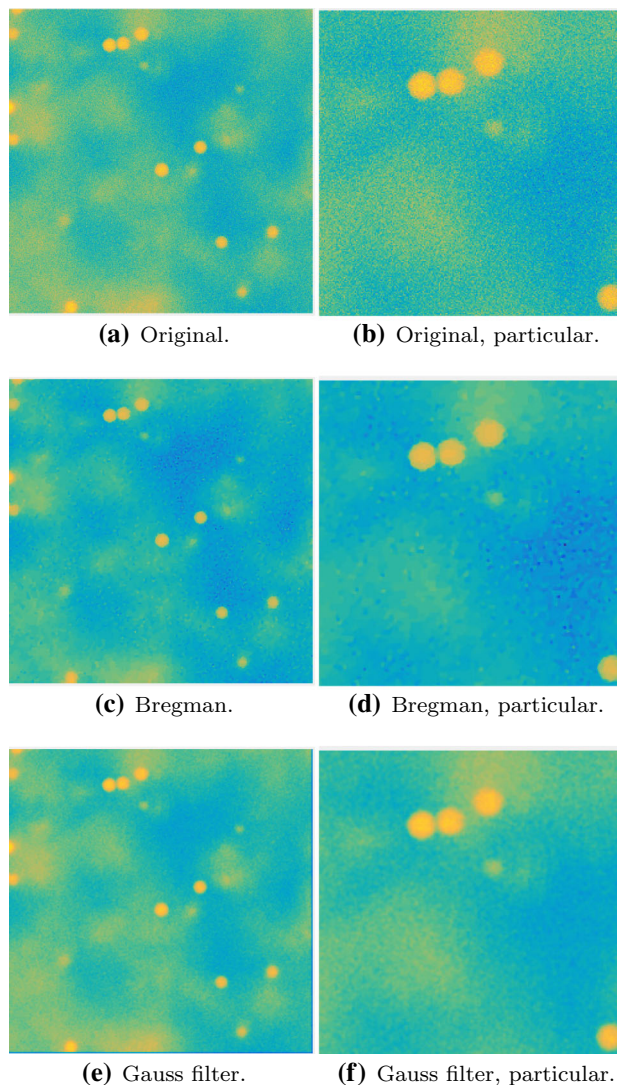 (a) Original.
(b) Original, particular.
(c) Bregman.
(d) Bregman, particular.
(e) Gauss filter.
(f) Gauss filter, particular.